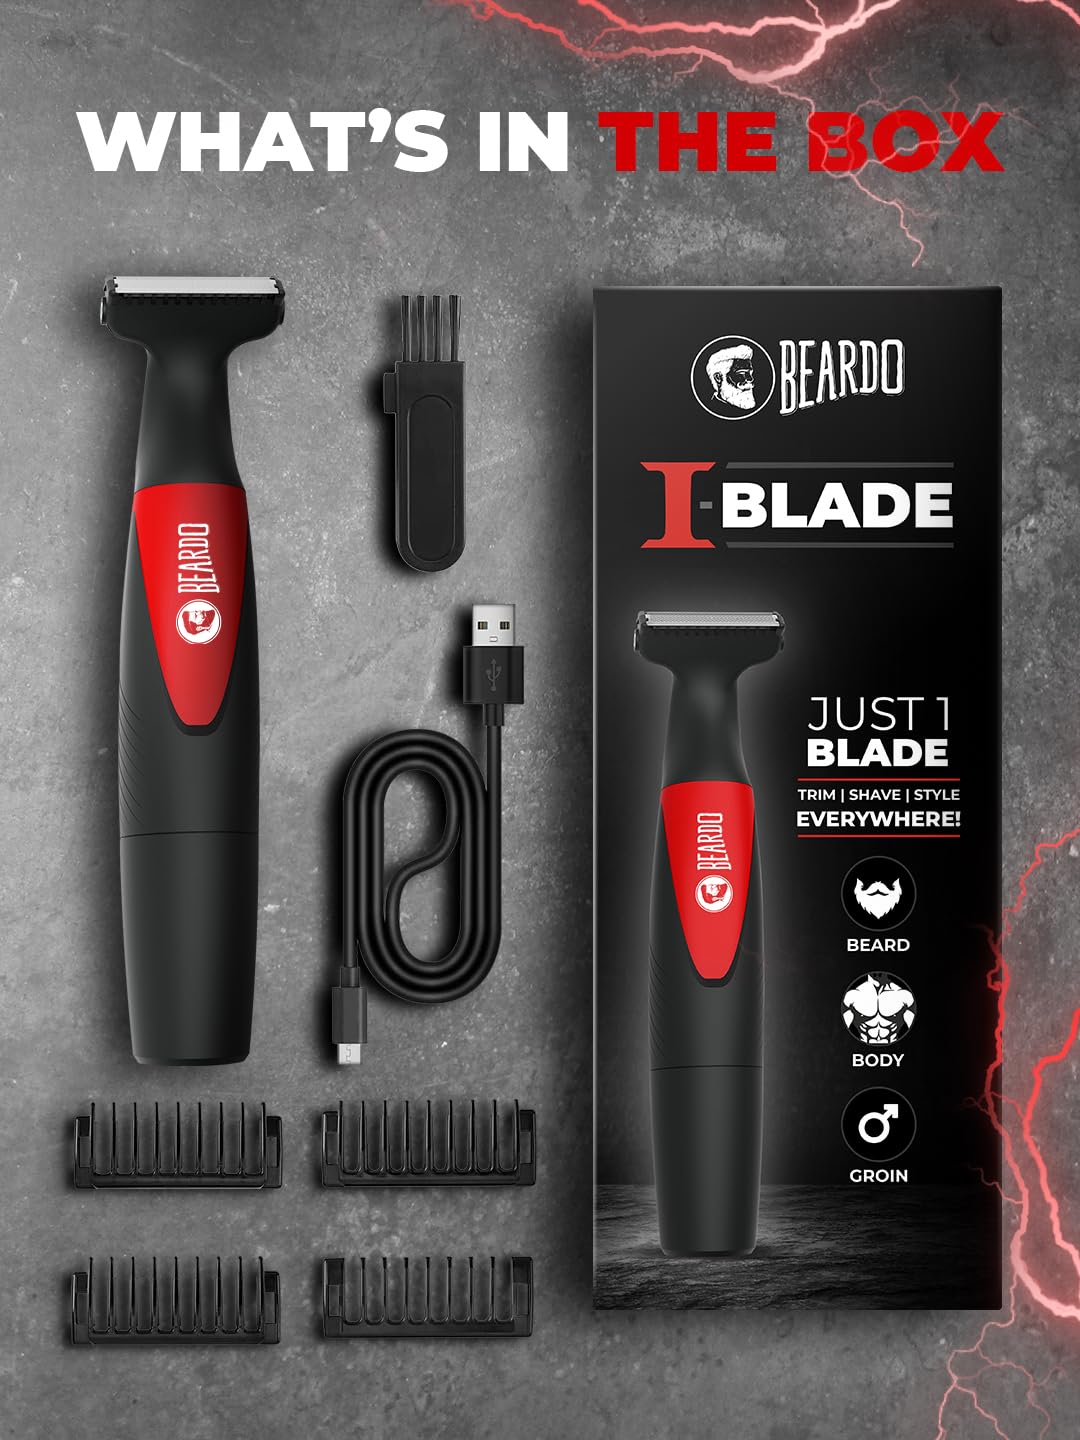 WHAT'S IN THE BOX
BEARDO
I-BLADE
BEARDO
JUST 1
BLADE
TRIM | SHAVE | STYLE
EVERYWHERE!
BEARDO
BEARD
BODY
GROIN